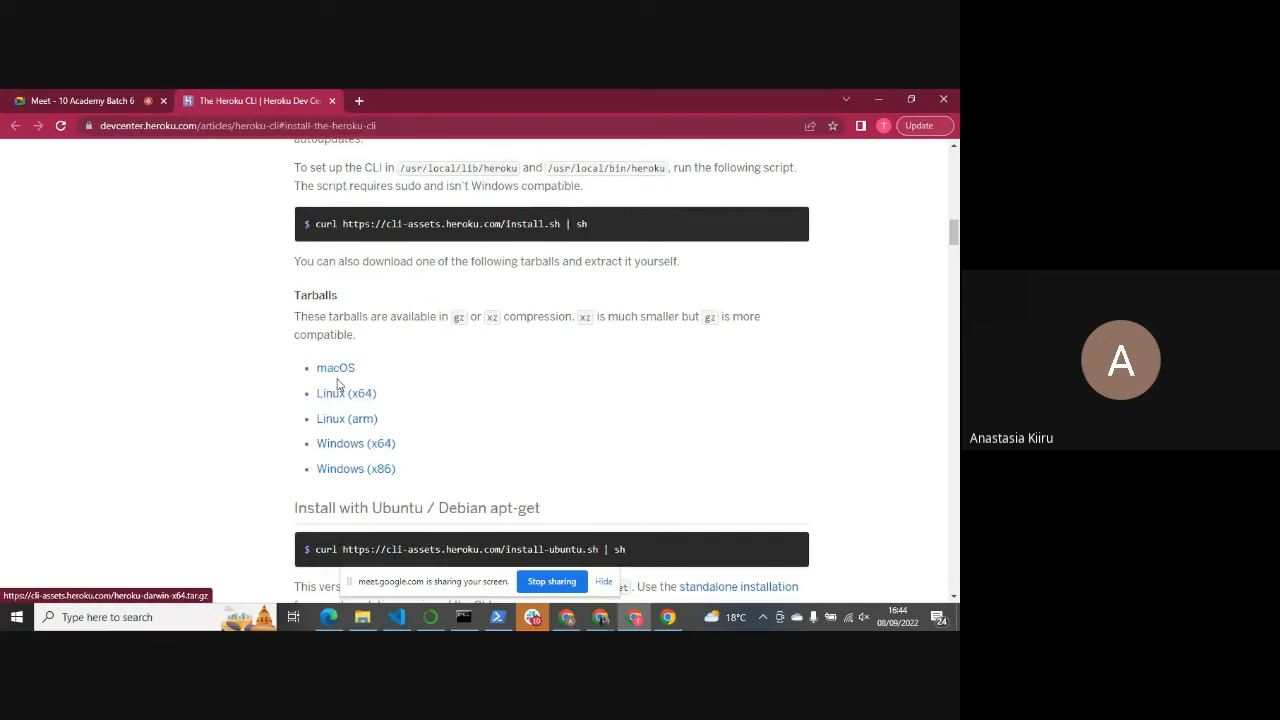 Meet - 10 Academy Batch 6
The Heroku CLI | Heroku Dev Ce
devcenter.heroku.com/articles/heroku-cli#install-the-heroku-cli
Update
autoupdates.
To set up the CLI in /usr/local/lib/heroku and /usr/local/bin/heroku, run the following script.
The script requires sudo and isn't Windows compatible.
$ curl https://cli-assets.heroku.com/install.sh | sh
You can also download one of the following tarballs and extract it yourself.
Tarballs
These tarballs are available in gz or xz compression. xz is much smaller but gz is more
compatible.
• macOS
• Linux (x64)
• Linux (arm)
• Windows (x64)
• Windows (x86)
Install with Ubuntu / Debian apt-get
$ curl https://cli-assets.heroku.com/install-ubuntu.sh | sh
meet.google.com is sharing your screen. Stop sharing Hide
This et. Use the standalone installation
https://cli-assets.heroku.com/heroku-darwin-x64.tar.gz
Type here to search
10
18°C
16:44
08/09/2022
24
A
Anastasia Kiiru